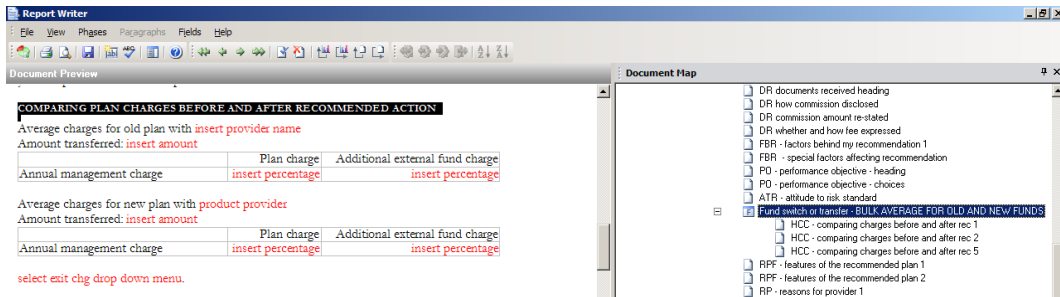 Report Writer
File View Phases Paragraphs Fields Help
Document Preview
COMPARING PLAN CHARGES BEFORE AND AFTER RECOMMENDED ACTION
Average charges for old plan with insert provider name
Amount transferred: insert amount
Plan charge Additional external fund charge
Annual management charge insert percentage insert percentage
Average charges for new plan with product provider
Amount transferred: insert amount
Plan charge Additional external fund charge
Annual management charge insert percentage insert percentage
select exit chg drop down menu.
Document Map
DR documents received heading
DR how commission disclosed
DR commission amount re-stated
DR whether and how fee expressed
FBR - factors behind my recommendation 1
FBR - special factors affecting recommendation
PO - performance objective - heading
PO - performance objective - choices
ATR - attitude to risk standard
Fund switch or transfer - BULK AVERAGE FOR OLD AND NEW FUNDS
HCC - comparing charges before and after rec 1
HCC - comparing charges before and after rec 2
HCC - comparing charges before and after rec 5
RPF - features of the recommended plan 1
RPF - features of the recommended plan 2
RP - reasons for provider 1